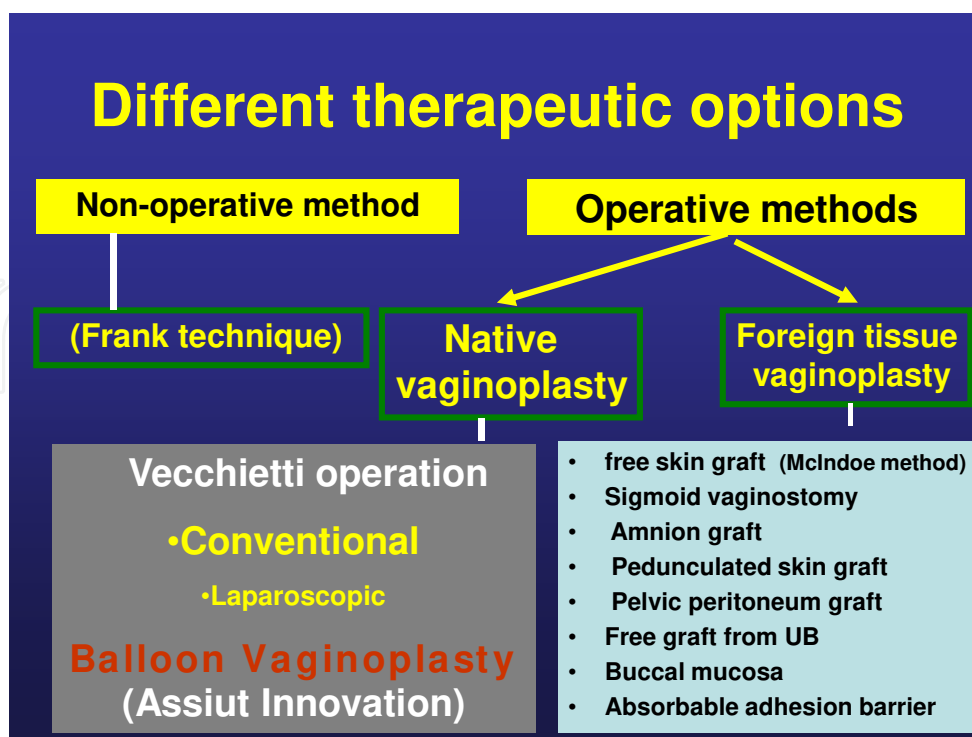 Different therapeutic options
Non-operative method
Operative methods
(Frank technique)
Native
vaginoplasty
Foreign tissue
vaginoplasty
Vecchietti operation
•Conventional
•Laparoscopic
Balloon Vaginoplasty
(Assiut Innovation)
• free skin graft (McIndoe method)
• Sigmoid vaginostomy
• Amnion graft
• Pedunculated skin graft
• Pelvic peritoneum graft
• Free graft from UB
• Buccal mucosa
• Absorbable adhesion barrier